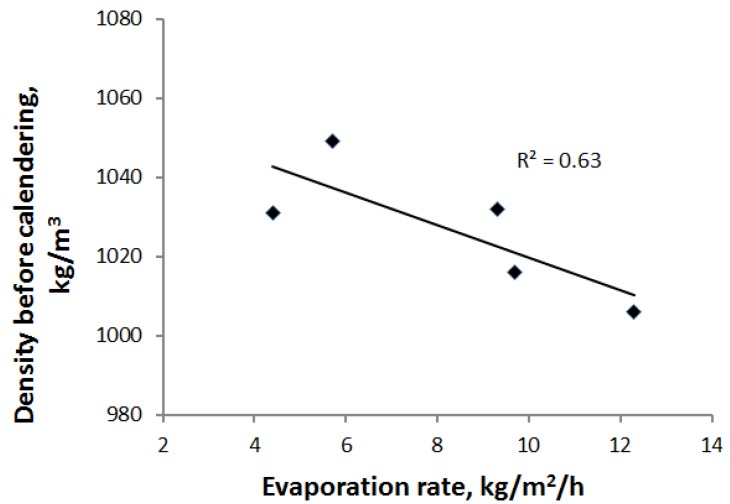 1080
1060
1040
1020
1000
980
Density before calendering,
kg/m³
R² = 0.63
2 4 6 8 10 12 14
Evaporation rate, kg/m²/h